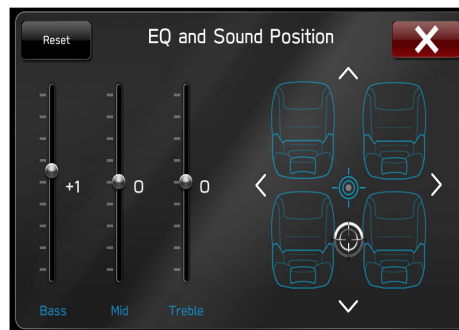 Reset
EQ and Sound Position
+1
0
0
Bass
Mid
Treble